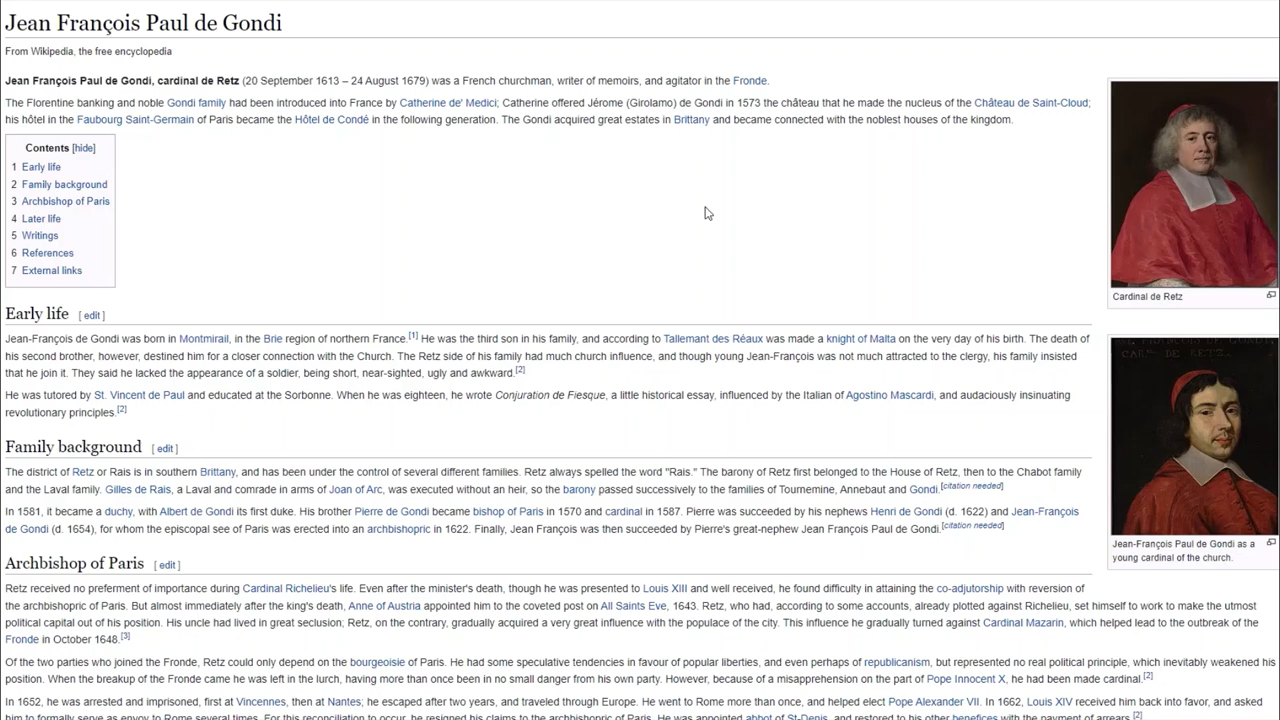 Jean François Paul de Gondi
From Wikipedia, the free encyclopedia
Jean François Paul de Gondi, cardinal de Retz (20 September 1613 – 24 August 1679) was a French churchman, writer of memoirs, and agitator in the Fronde.
The Florentine banking and noble Gondi family had been introduced into France by Catherine de' Medici; Catherine offered Jérome (Girolamo) de Gondi in 1573 the château that he made the nucleus of the Château de Saint-Cloud;
his hôtel in the Faubourg Saint-Germain of Paris became the Hôtel de Condé in the following generation. The Gondi acquired great estates in Brittany and became connected with the noblest houses of the kingdom.
Contents [hide]
1 Early life
2 Family background
3 Archbishop of Paris
4 Later life
5 Writings
6 References
7 External links
Cardinal de Retz
Early life [ edit ]
Jean-François de Gondi was born in Montmirail, in the Brie region of northern France.[1] He was the third son in his family, and according to Tallemant des Réaux was made a knight of Malta on the very day of his birth. The death of
his second brother, however, destined him for a closer connection with the Church. The Retz side of his family had much church influence, and though young Jean-François was not much attracted to the clergy, his family insisted
that he join it. They said he lacked the appearance of a soldier, being short, near-sighted, ugly and awkward.[2]
He was tutored by St. Vincent de Paul and educated at the Sorbonne. When he was eighteen, he wrote Conjuration de Fiesque, a little historical essay, influenced by the Italian of Agostino Mascardi, and audaciously insinuating
revolutionary principles.[2]
CAR. DE RETZ.
Jean-François Paul de Gondi as a
young cardinal of the church.
Family background [ edit ]
The district of Retz or Rais is in southern Brittany, and has been under the control of several different families. Retz always spelled the word "Rais." The barony of Retz first belonged to the House of Retz, then to the Chabot family
and the Laval family. Gilles de Rais, a Laval and comrade in arms of Joan of Arc, was executed without an heir, so the barony passed successively to the families of Tournemine, Annebaut and Gondi.[citation needed]
In 1581, it became a duchy, with Albert de Gondi its first duke. His brother Pierre de Gondi became bishop of Paris in 1570 and cardinal in 1587. Pierre was succeeded by his nephews Henri de Gondi (d. 1622) and Jean-François
de Gondi (d. 1654), for whom the episcopal see of Paris was erected into an archbishopric in 1622. Finally, Jean François was then succeeded by Pierre's great-nephew Jean François Paul de Gondi.[citation needed]
Archbishop of Paris [ edit ]
Retz received no preferment of importance during Cardinal Richelieu's life. Even after the minister's death, though he was presented to Louis XIII and well received, he found difficulty in attaining the co-adjutorship with reversion of
the archbishopric of Paris. But almost immediately after the king's death, Anne of Austria appointed him to the coveted post on All Saints Eve, 1643. Retz, who had, according to some accounts, already plotted against Richelieu, set himself to work to make the utmost
political capital out of his position. His uncle had lived in great seclusion; Retz, on the contrary, gradually acquired a very great influence with the populace of the city. This influence he gradually turned against Cardinal Mazarin, which helped lead to the outbreak of the
Fronde in October 1648.[3]
Of the two parties who joined the Fronde, Retz could only depend on the bourgeoisie of Paris. He had some speculative tendencies in favour of popular liberties, and even perhaps of republicanism, but represented no real political principle, which inevitably weakened his
position. When the breakup of the Fronde came he was left in the lurch, having more than once been in no small danger from his own party. However, because of a misapprehension on the part of Pope Innocent X, he had been made cardinal.[2]
In 1652, he was arrested and imprisoned, first at Vincennes, then at Nantes; he escaped after two years, and traveled through Europe. He went to Rome more than once, and helped elect Pope Alexander VII. In 1662, Louis XIV received him back into favor, and asked
him to formally serve as envoy to Rome several times. For this reconciliation to occur, he resigned his claims to the archbishopric of Paris. He was appointed abbot of St-Denis, and restored to his other benefices with the payment of arrears.[2]